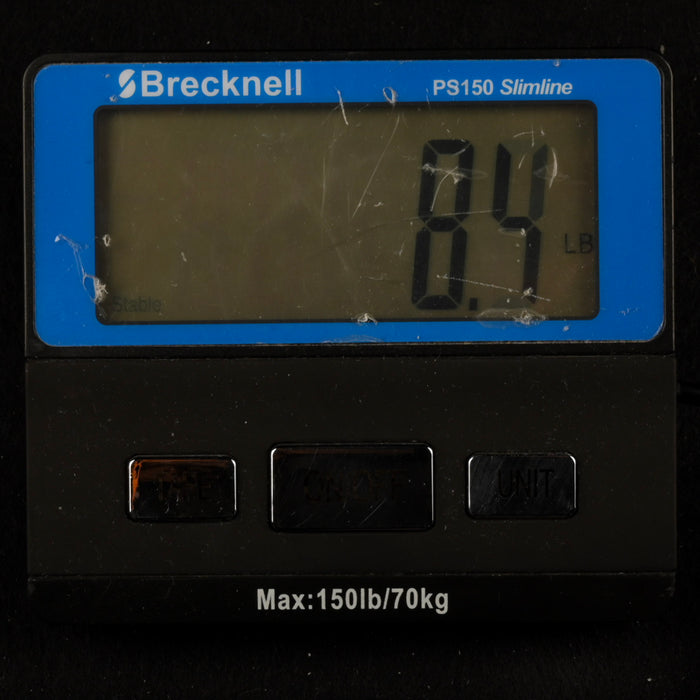 Brecknell PS150 Slimline
8.4 LB
Stable
UNIT
Max:150lb/70kg